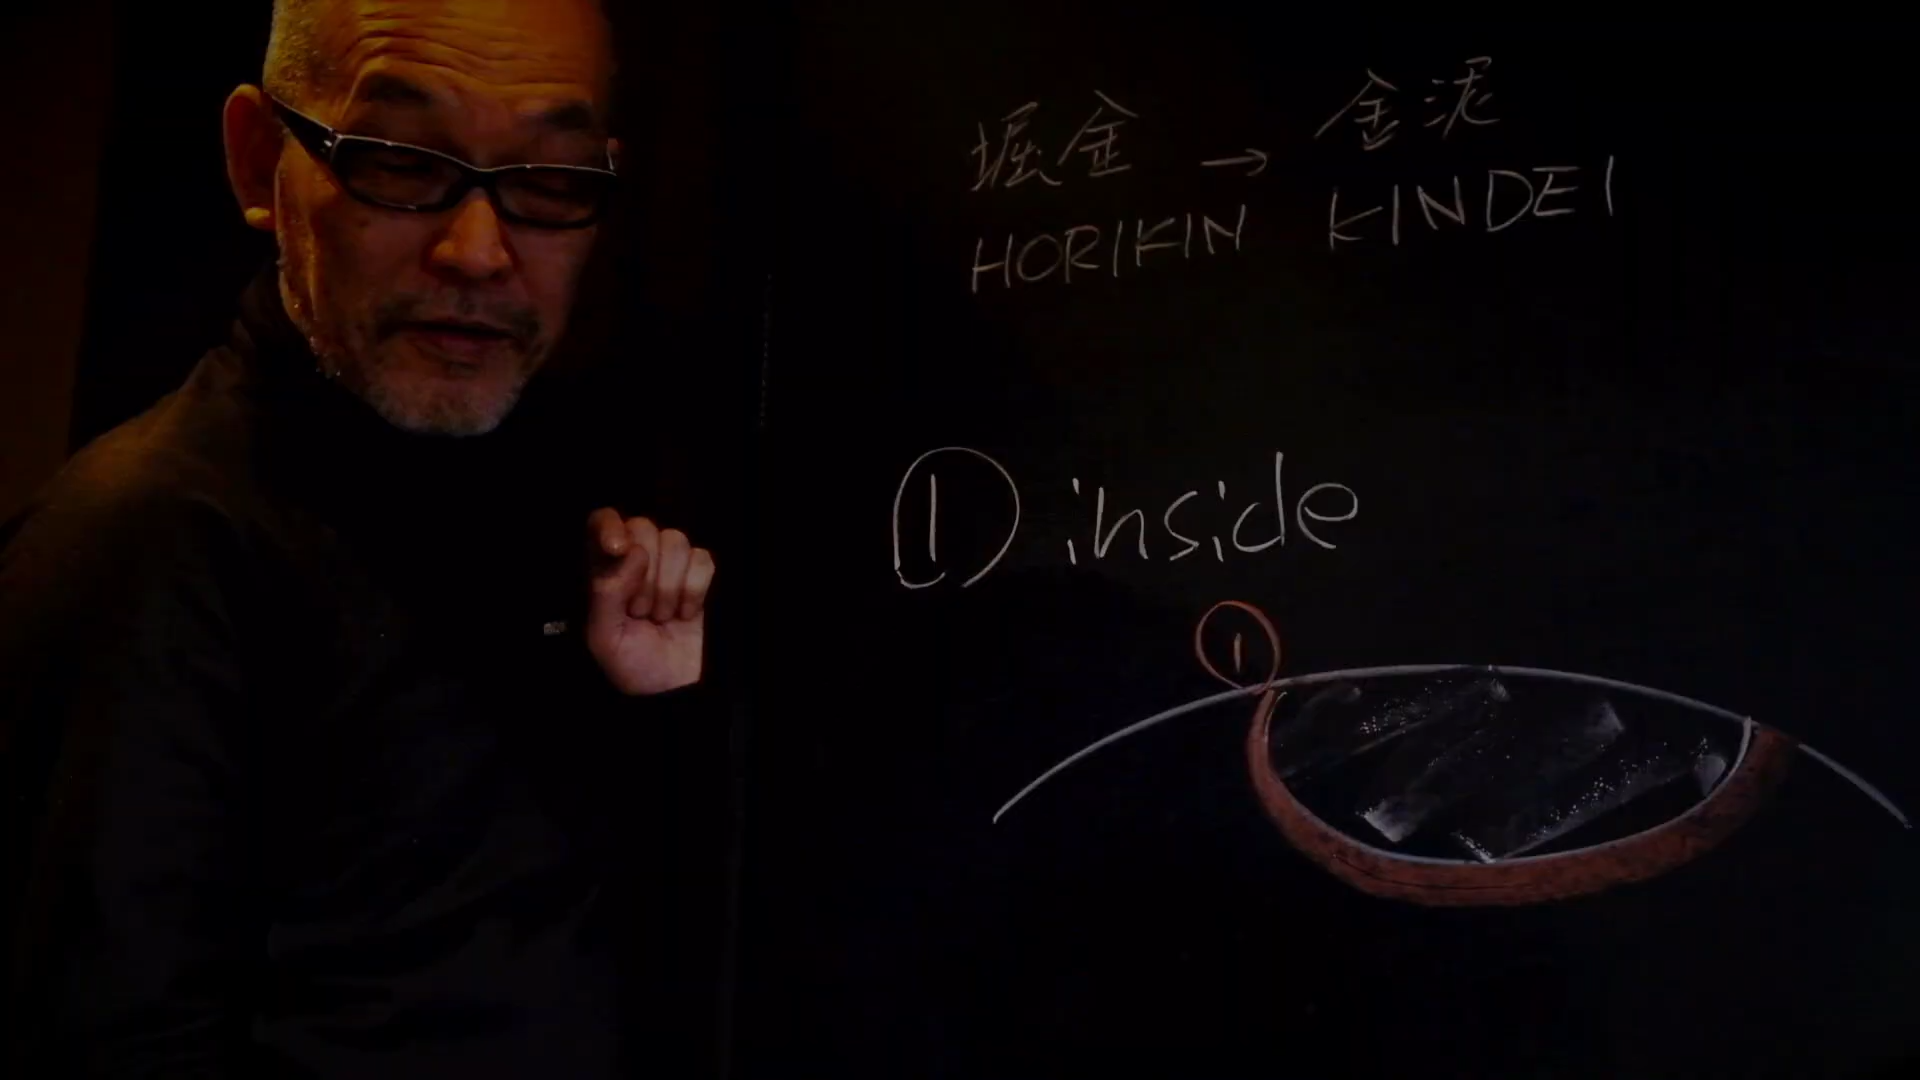 堀金 → 金泥
HORIKIN KINDEI
① inside
①